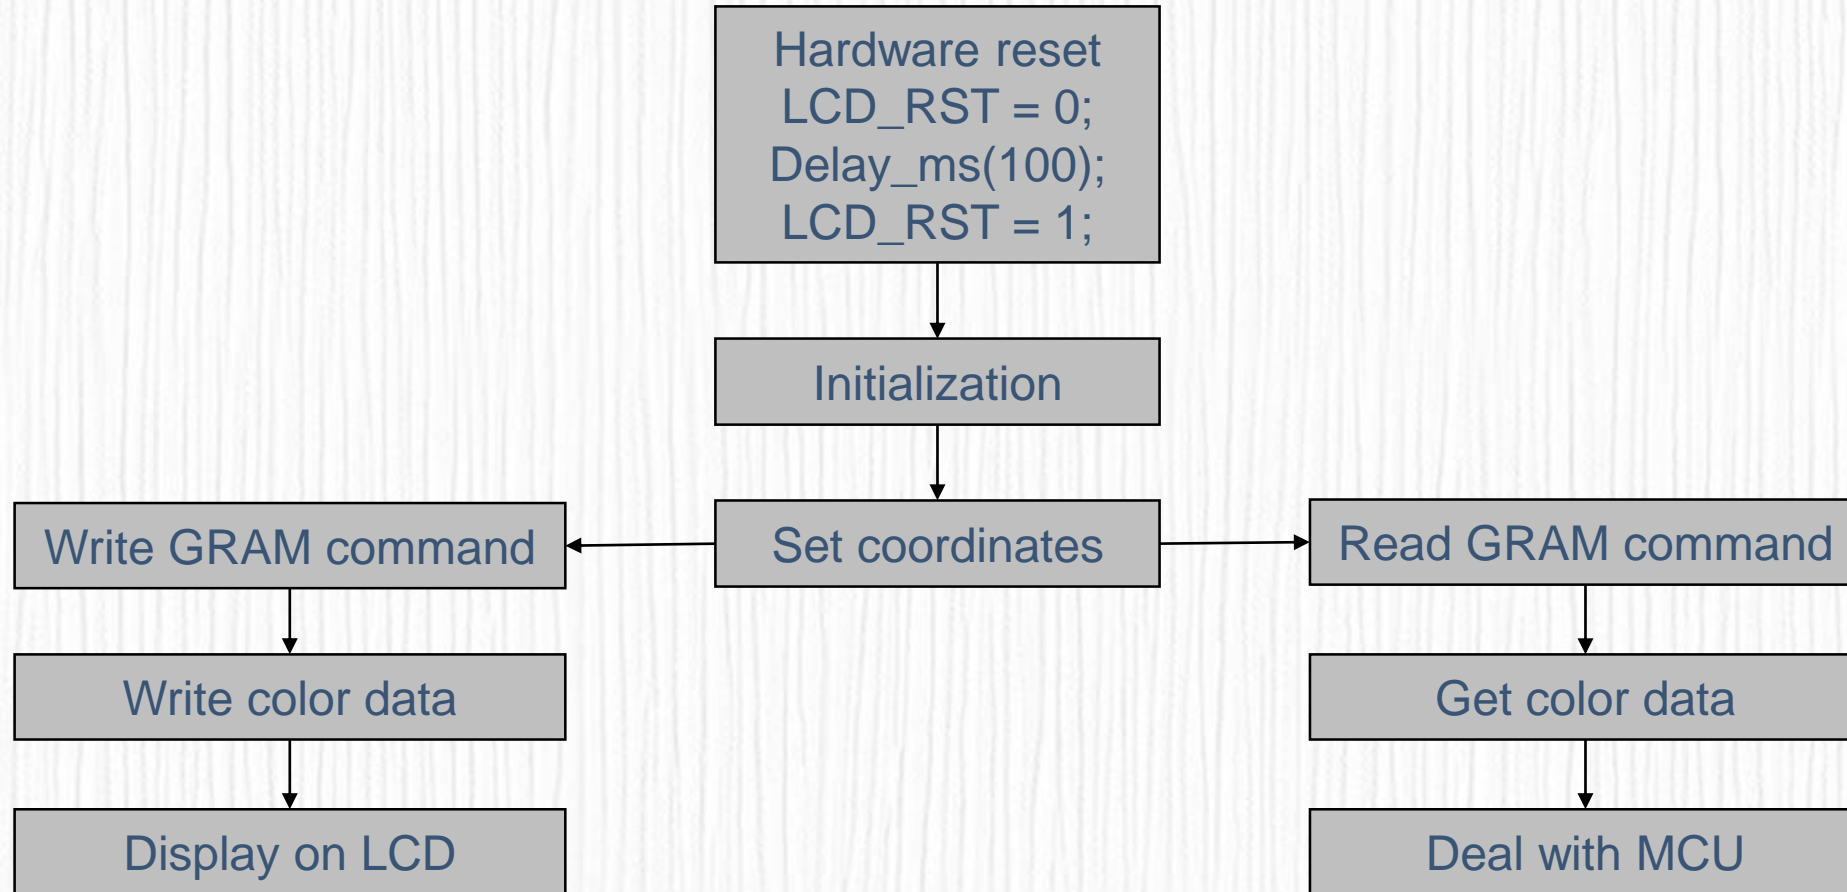 Hardware reset
LCD_RST = 0;
Delay_ms(100);
LCD_RST = 1;
Initialization
Write GRAM command
Set coordinates
Read GRAM command
Write color data
Get color data
Display on LCD
Deal with MCU